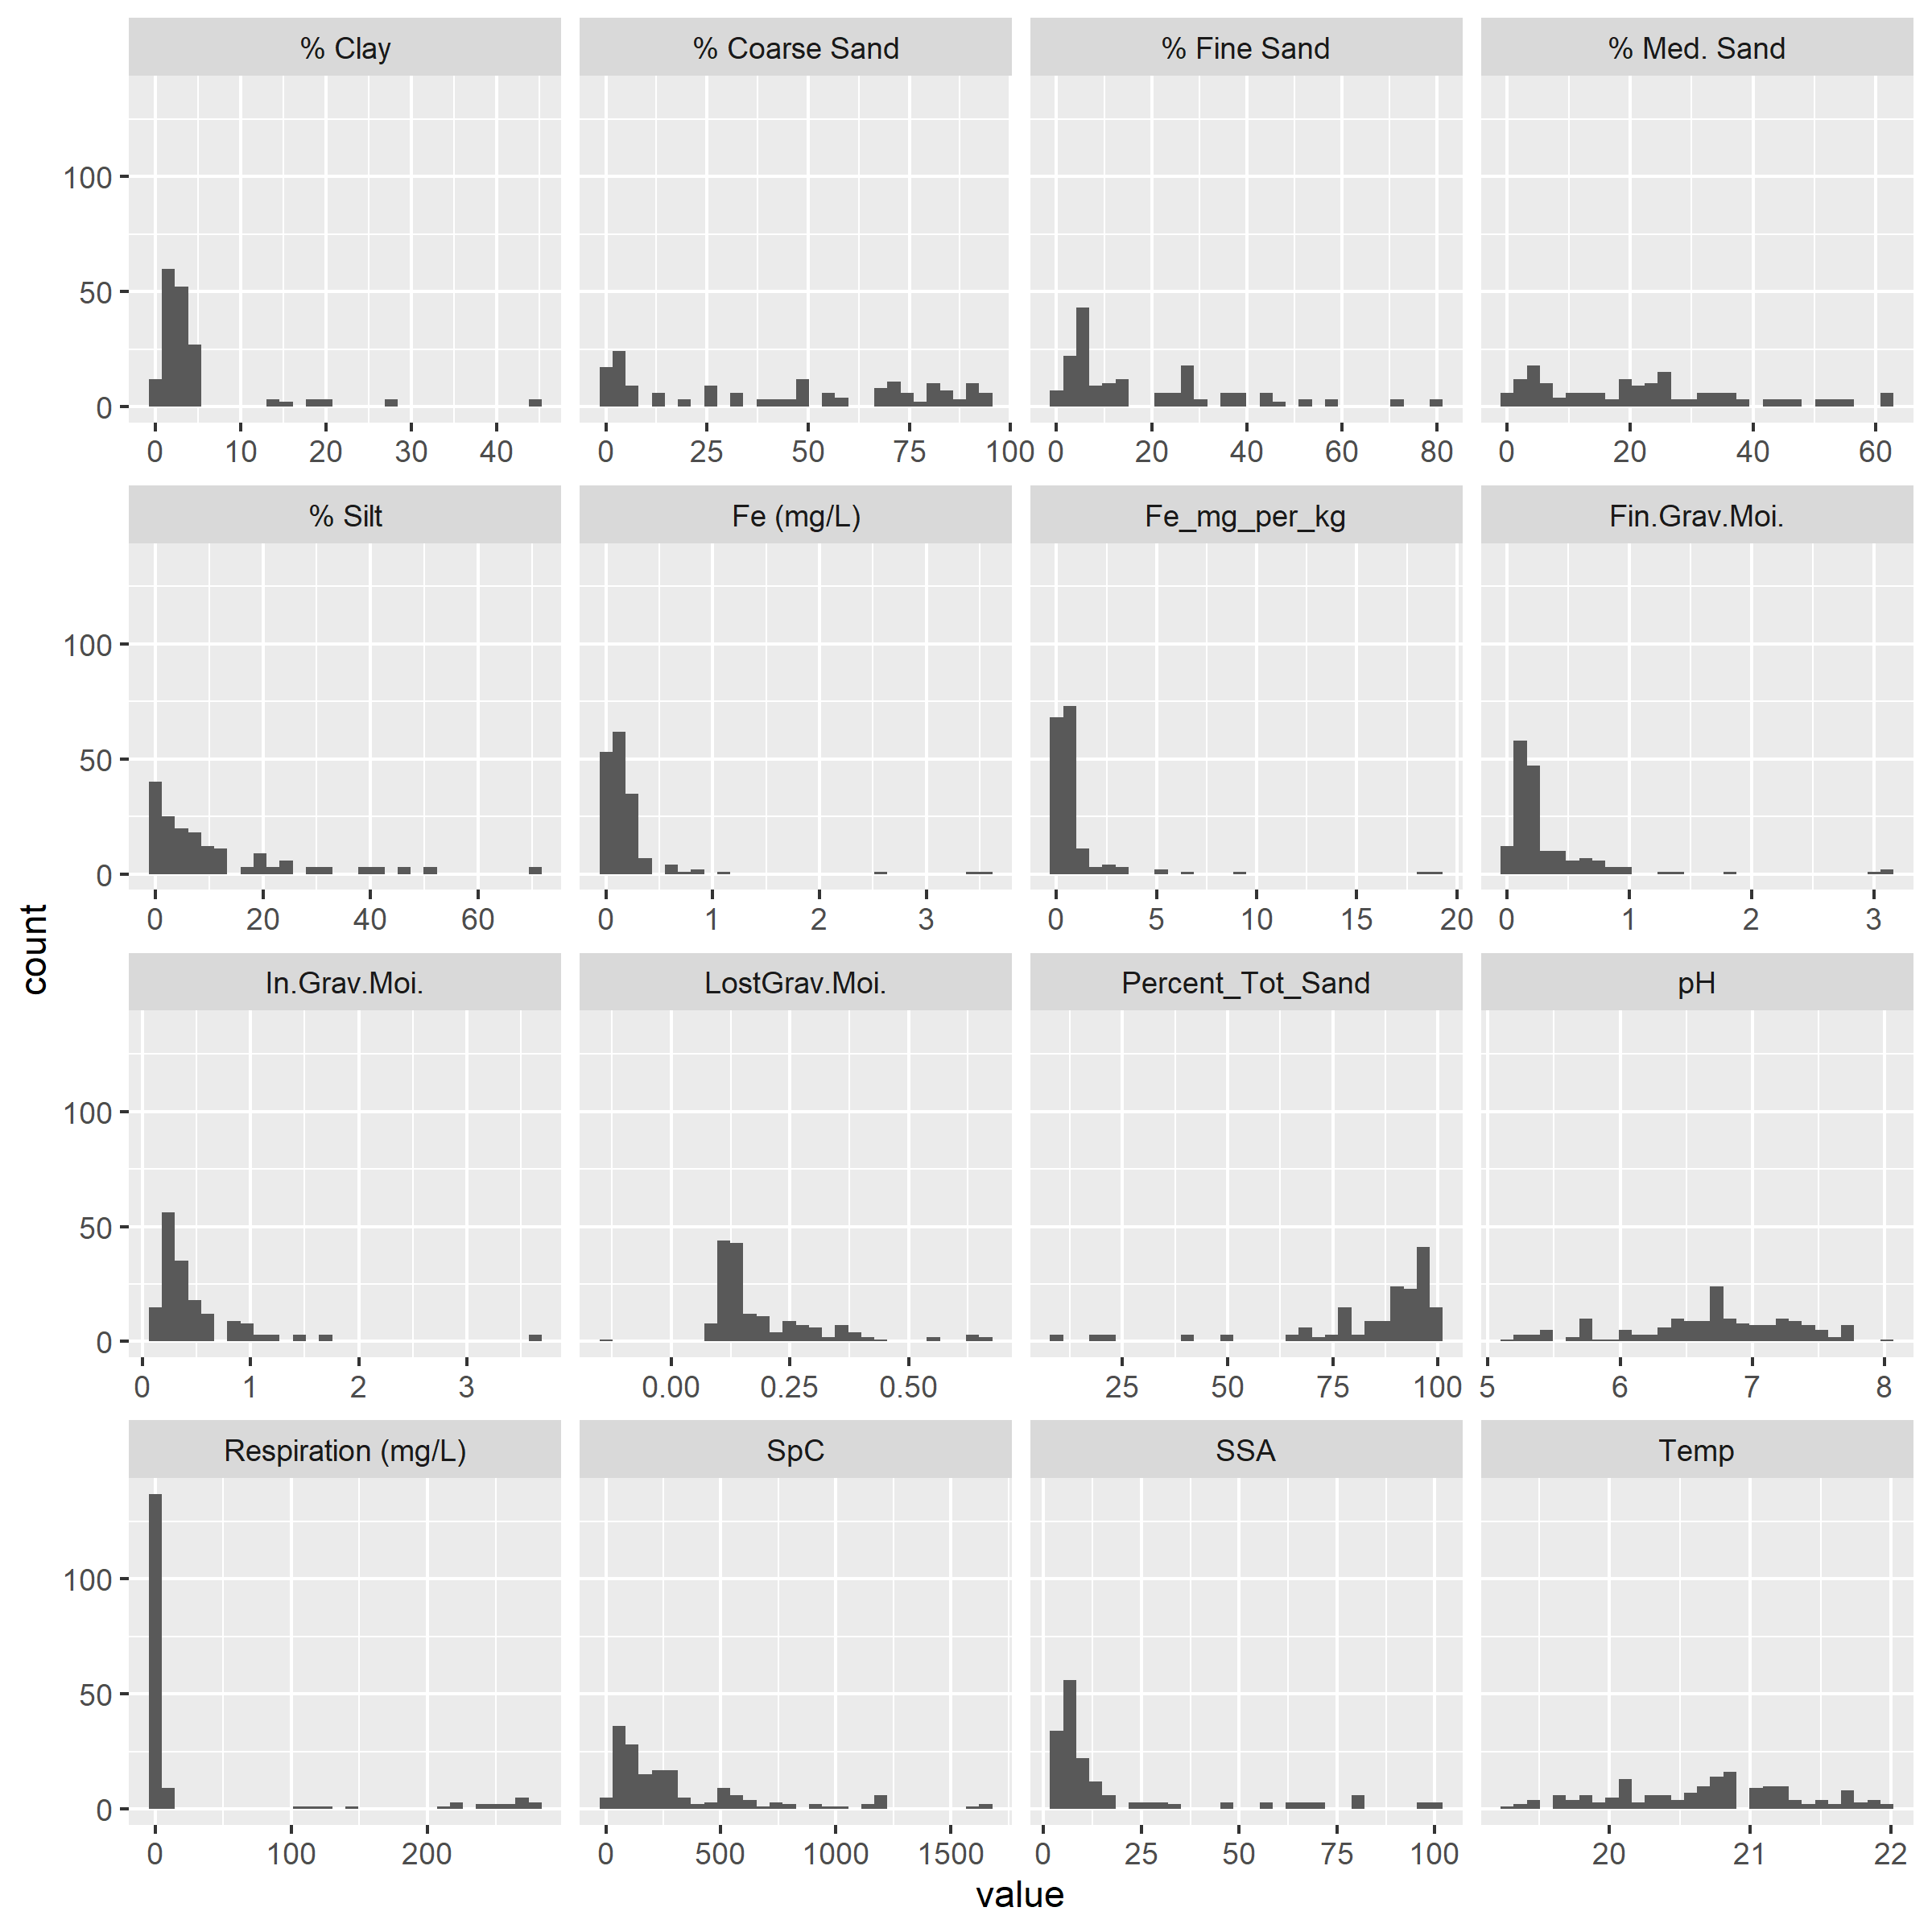 % Clay
% Coarse Sand
% Fine Sand
% Med. Sand
100
50
0
0 10 20 30 40
0 25 50 75 100
0 20 40 60 80
0 20 40 60
% Silt
Fe (mg/L)
Fe_mg_per_kg
Fin.Grav.Moi.
100
50
0
0 20 40 60
0 1 2 3
0 5 10 15 20
0 1 2 3
count
In.Grav.Moi.
LostGrav.Moi.
Percent_Tot_Sand
pH
100
50
0
0 1 2 3
0.00 0.25 0.50
25 50 75 100
5 6 7 8
Respiration (mg/L)
SpC
SSA
Temp
100
50
0
0 100 200
0 500 1000 1500
0 25 50 75 100
20 21 22
value